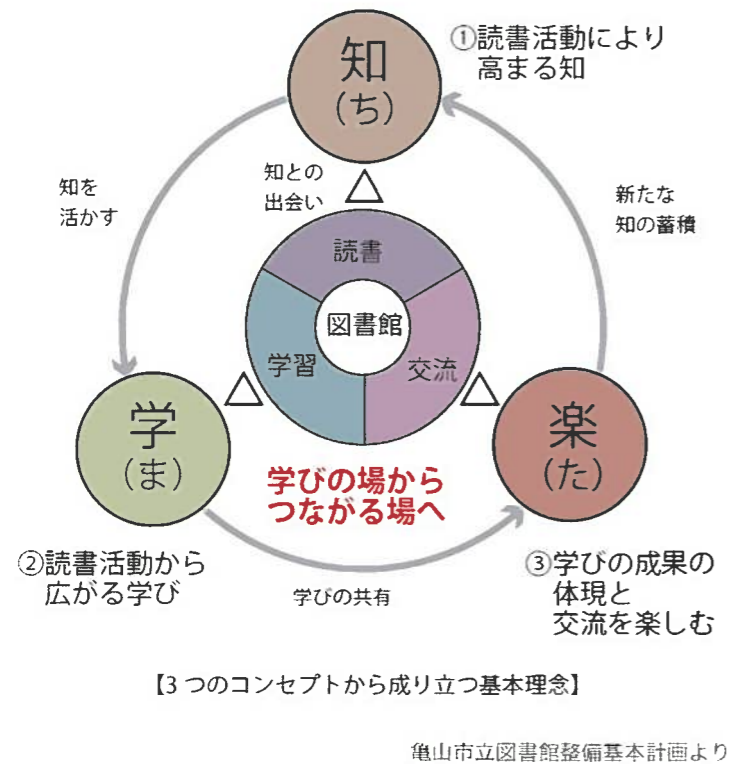 知
(ち)
①読書活動により
高まる知
知を
活かす
知との
出会い
新たな
知の蓄積
読書
図書館
学習
交流
学
(ま)
楽
(た)
学びの場から
つながる場へ
②読書活動から
広がる学び
学びの共有
③学びの成果の
体現と
交流を楽しむ
【3つのコンセプトから成り立つ基本理念】
亀山市立図書館整備基本計画より